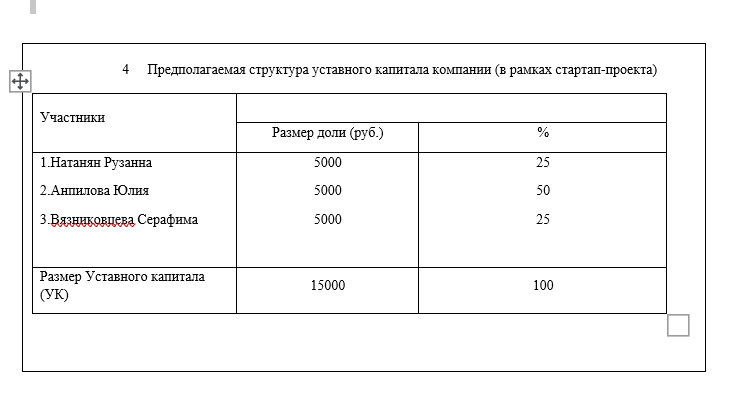 4 Предполагаемая структура уставного капитала компании (в рамках стартап-проекта)
Участники
Размер доли (руб.) %
1.Натанян Рузанна 5000 25
2.Анпилова Юлия 5000 50
3.Вязниковцева Серафима 5000 25
Размер Уставного капитала
(УК) 15000 100